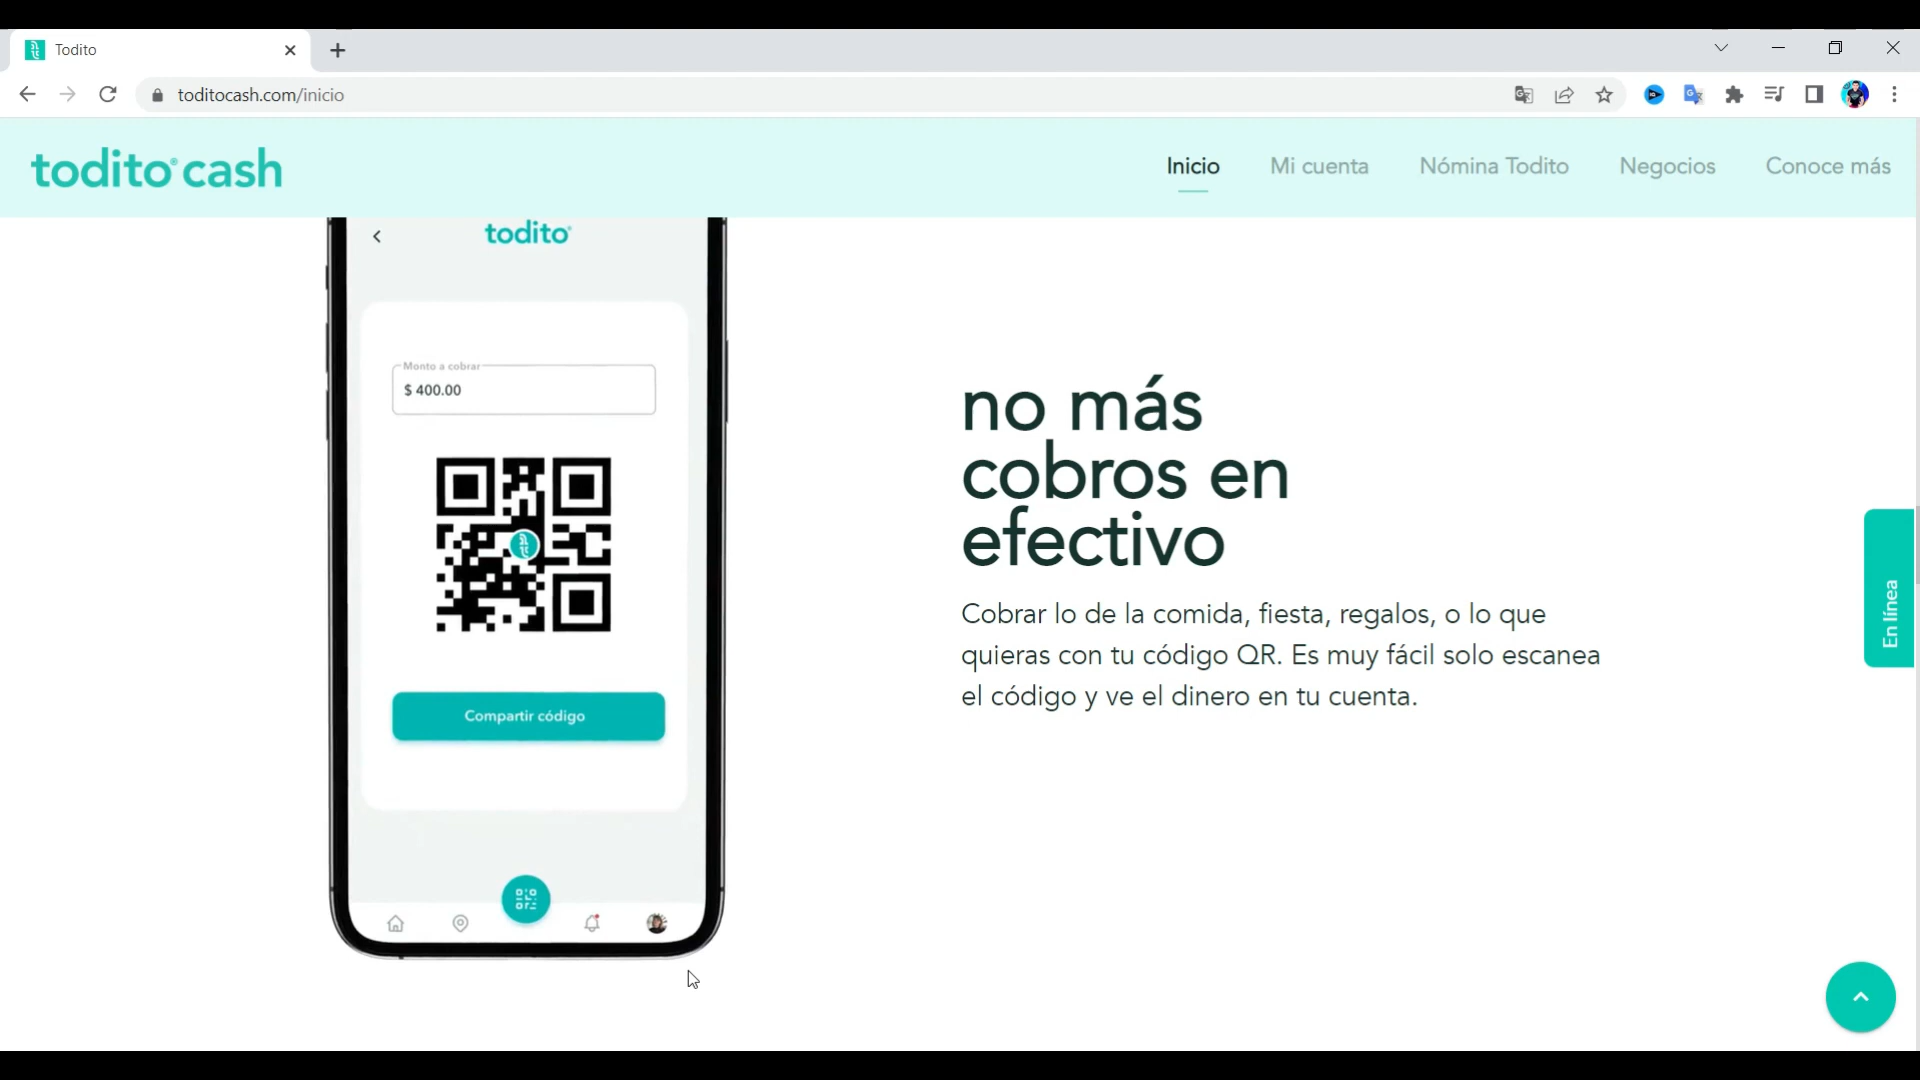 Todito
toditocash.com/inicio
todito® cash
Inicio
Mi cuenta
Nómina Todito
Negocios
Conoce más
todito®
Monto a cobrar
$ 400.00
Compartir código
no más
cobros en
efectivo
Cobrar lo de la comida, fiesta, regalos, o lo que
quieras con tu código QR. Es muy fácil solo escanea
el código y ve el dinero en tu cuenta.
En línea